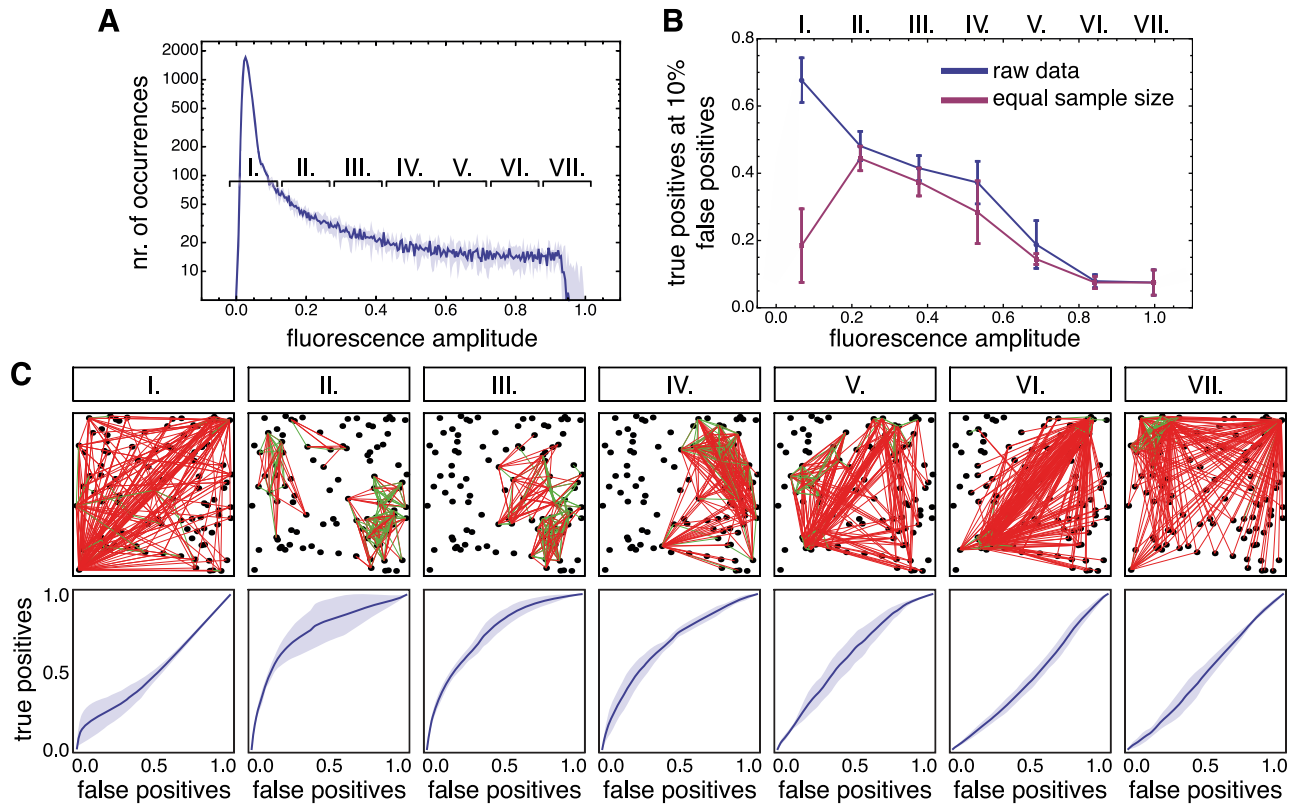 A
2000
1000
500
200
100
50
20
10
nr. of occurrences
I. II. III. IV. V. VI. VII.
0.0 0.2 0.4 0.6 0.8 1.0
fluorescence amplitude
B
I. II. III. IV. V. VI. VII.
true positives at 10%
false positives
0.8
0.6
0.4
0.2
0.0
raw data
equal sample size
0.0 0.2 0.4 0.6 0.8 1.0
fluorescence amplitude
C
I. II. III. IV. V. VI. VII.
true positives
1.0
0.5
0.0
0.0 0.5 1.0 0.0 0.5 1.0 0.0 0.5 1.0 0.0 0.5 1.0 0.0 0.5 1.0 0.0 0.5 1.0 0.0 0.5 1.0
false positives false positives false positives false positives false positives false positives false positives